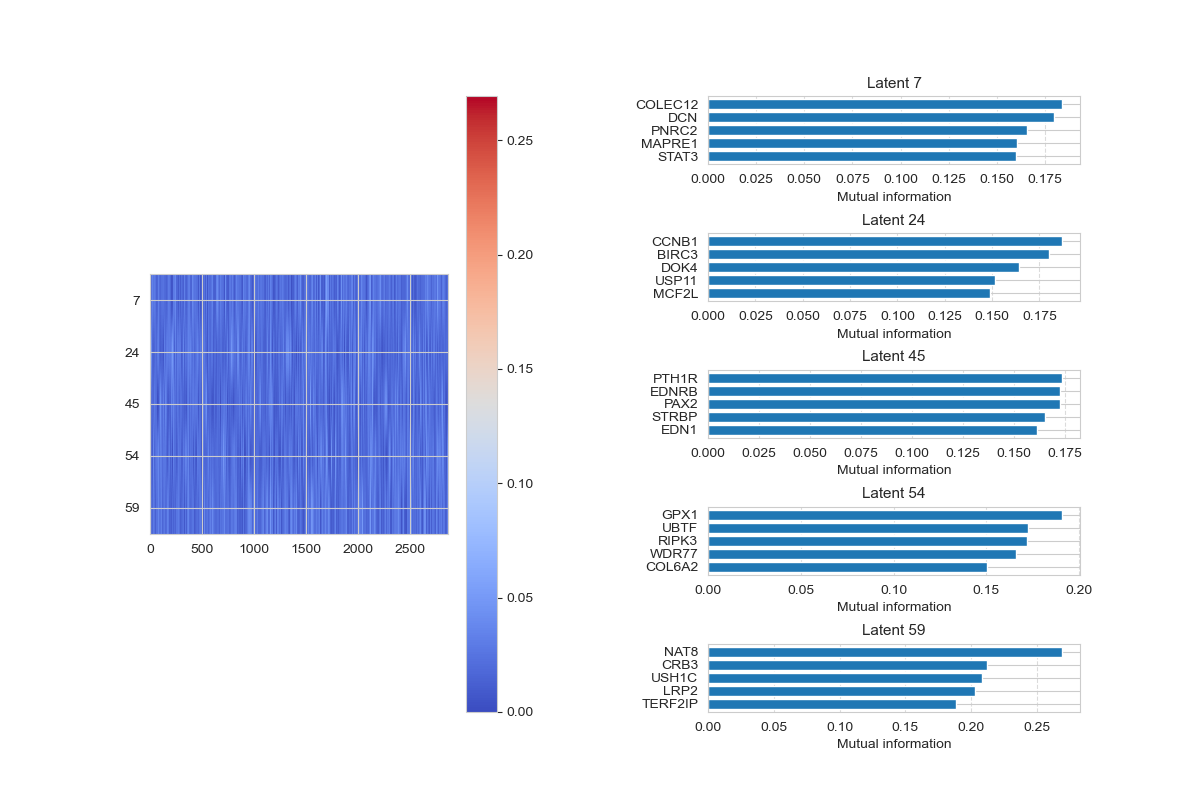 7
24
45
54
59
0 500 1000 1500 2000 2500
0.25
0.20
0.15
0.10
0.05
0.00
Latent 7
COLEC12
DCN
PNRC2
MAPRE1
STAT3
0.000 0.025 0.050 0.075 0.100 0.125 0.150 0.175
Mutual information
Latent 24
CCNB1
BIRC3
DOK4
USP11
MCF2L
0.000 0.025 0.050 0.075 0.100 0.125 0.150 0.175
Mutual information
Latent 45
PTH1R
EDNRB
PAX2
STRBP
EDN1
0.000 0.025 0.050 0.075 0.100 0.125 0.150 0.175
Mutual information
Latent 54
GPX1
UBTF
RIPK3
WDR77
COL6A2
0.00 0.05 0.10 0.15 0.20
Mutual information
Latent 59
NAT8
CRB3
USH1C
LRP2
TERF2IP
0.00 0.05 0.10 0.15 0.20 0.25
Mutual information